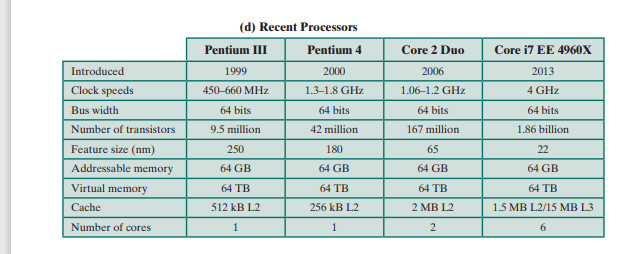 (d) Recent Processors
Pentium III Pentium 4 Core 2 Duo Core i7 EE 4960X
Introduced 1999 2000 2006 2013
Clock speeds 450–660 MHz 1.3–1.8 GHz 1.06–1.2 GHz 4 GHz
Bus width 64 bits 64 bits 64 bits 64 bits
Number of transistors 9.5 million 42 million 167 million 1.86 billion
Feature size (nm) 250 180 65 22
Addressable memory 64 GB 64 GB 64 GB 64 GB
Virtual memory 64 TB 64 TB 64 TB 64 TB
Cache 512 kB L2 256 kB L2 2 MB L2 1.5 MB L2/15 MB L3
Number of cores 1 1 2 6